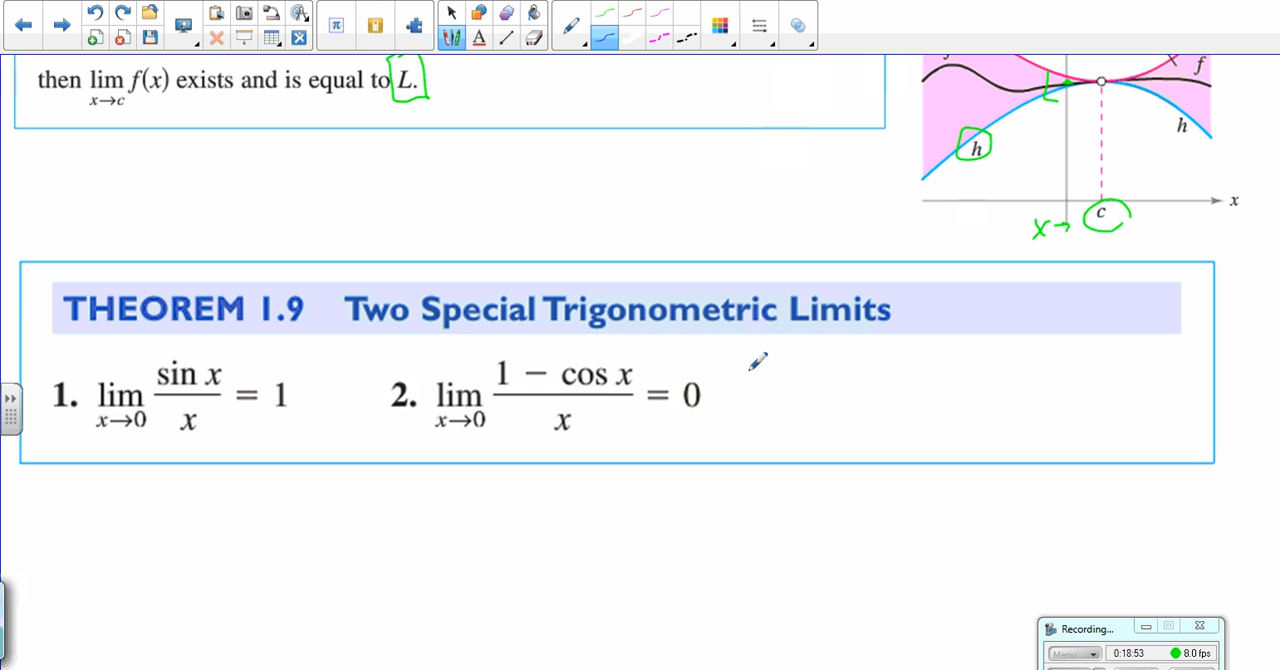 then lim f(x) exists and is equal to L.
x→c
f
L
h
h
x
c
x→
THEOREM 1.9 Two Special Trigonometric Limits
1. lim x→0 sin x / x = 1 2. lim x→0 1 − cos x / x = 0
Recording...
Menu 0:18:53 8.0 fps